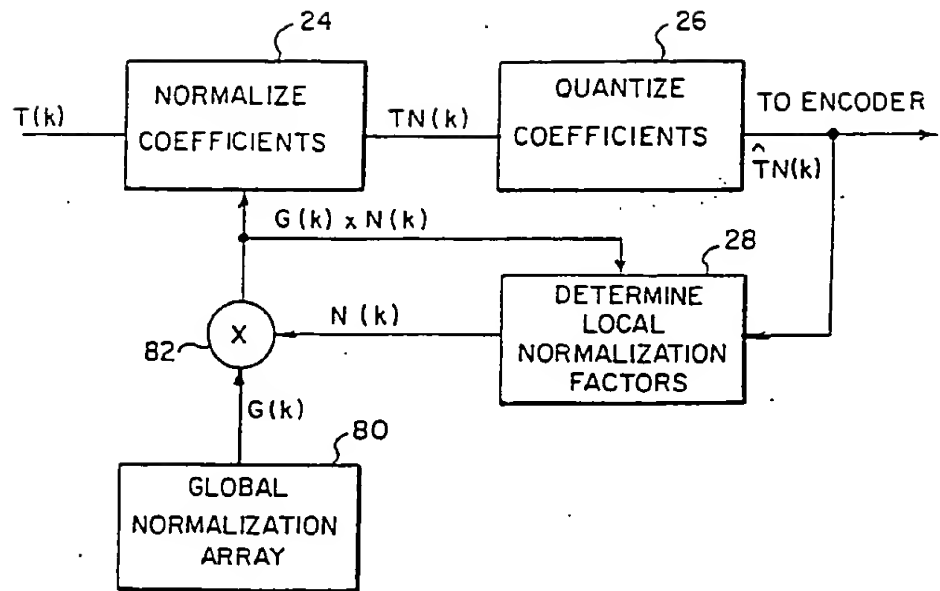 24
26
NORMALIZE
COEFFICIENTS
QUANTIZE
COEFFICIENTS
T(k)
TN(k)
TO ENCODER
T̂N(k)
G(k) x N(k)
28
DETERMINE
LOCAL
NORMALIZATION
FACTORS
N(k)
X
82
G(k)
80
GLOBAL
NORMALIZATION
ARRAY